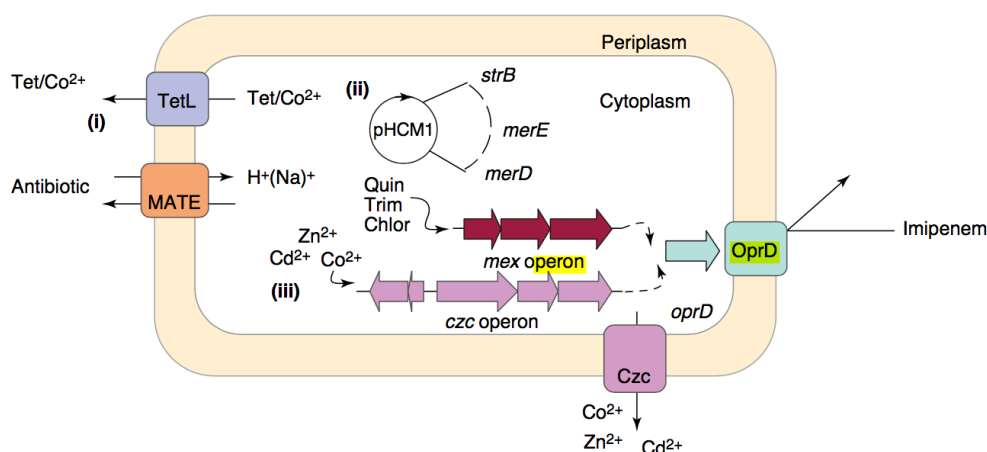 Periplasm
Tet/Co2+
TetL
Tet/Co2+
(i)
(ii)
strB
pHCM1
merE
merD
Cytoplasm
Antibiotic
MATE
H+(Na)+
Quin
Trim
Chlor
mex operon
Zn2+
Cd2+ Co2+
(iii)
czc operon
OprD
Imipenem
oprD
Czc
Co2+
Zn2+ Cd2+